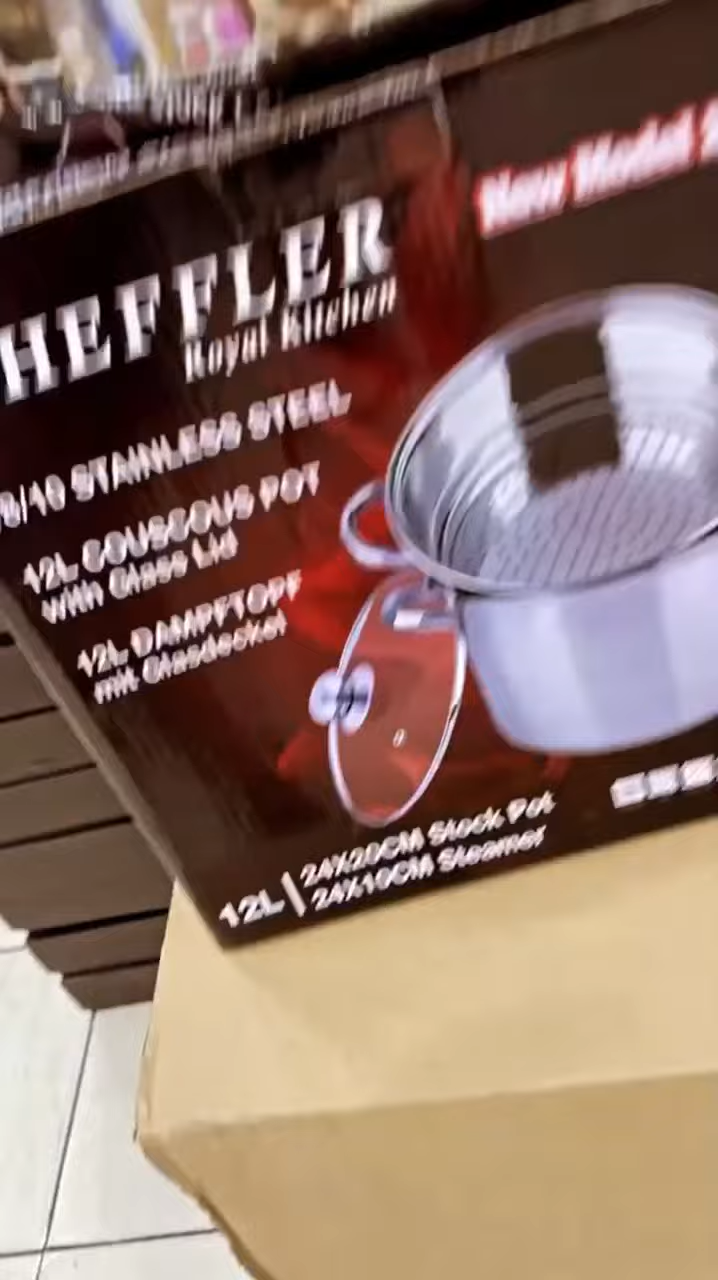 New Model
HEFFLER
Royal Kitchen
8/10 STAINLESS STEEL
12L COUSCOUS POT
with Glass Lid
12L DAMPFTOPF
mit Glasdeckel
12L
24X20CM Stock Pot
24X10CM Steamer